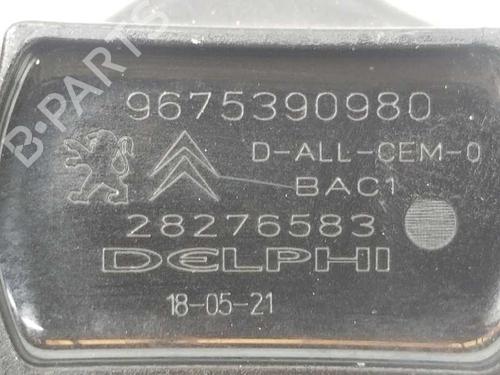 9675390980
D-ALL-CEM-0
BAC1
28276583
DELPHI
18-05-21
B-PARTS